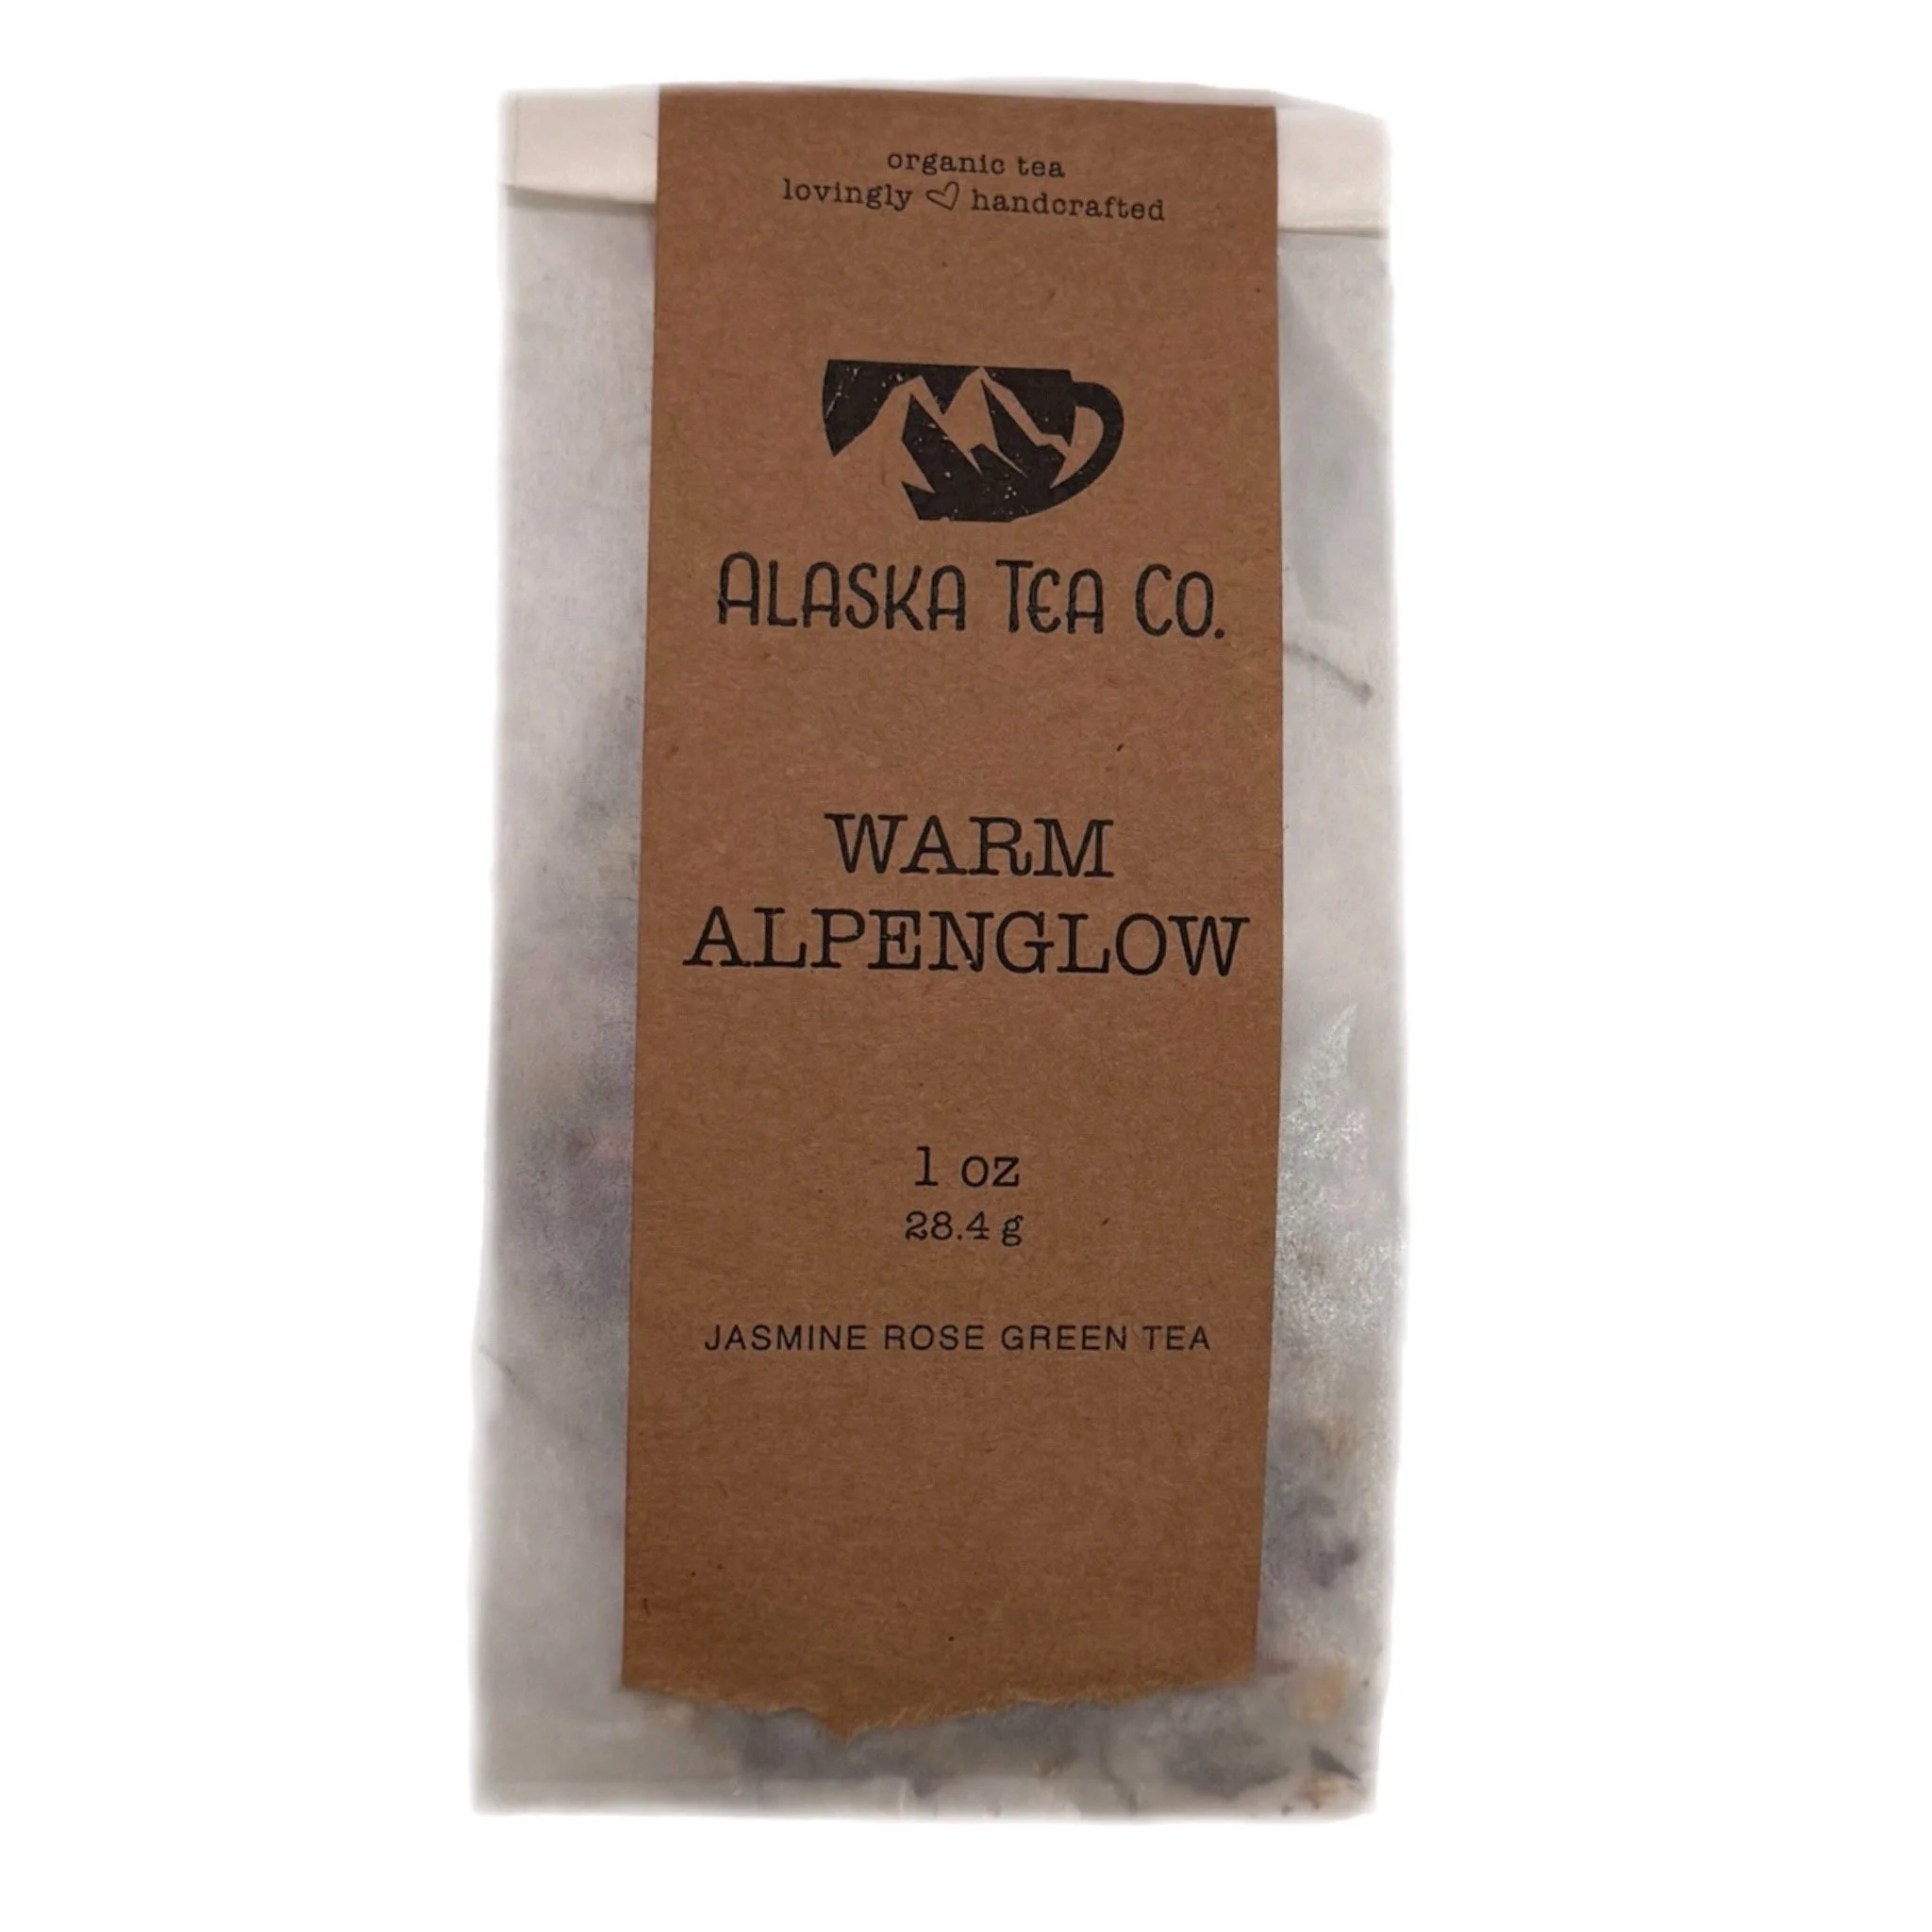 organic tea
lovingly handcrafted
ALASKA TEA CO.
WARM
ALPENGLOW
1 oz
28.4 g
JASMINE ROSE GREEN TEA